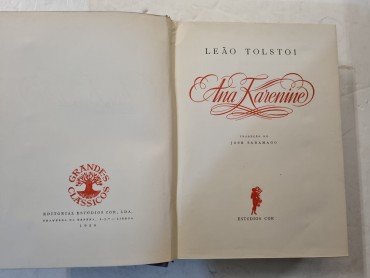 GRANDES
CLÁSSICOS
EDITORIAL ESTÚDIOS COR, LDA.
LISBOA
LEÃO TOLSTOI
Ana Karenine
TRADUÇÃO DE
JOSÉ SARAMAGO
ESTÚDIOS COR